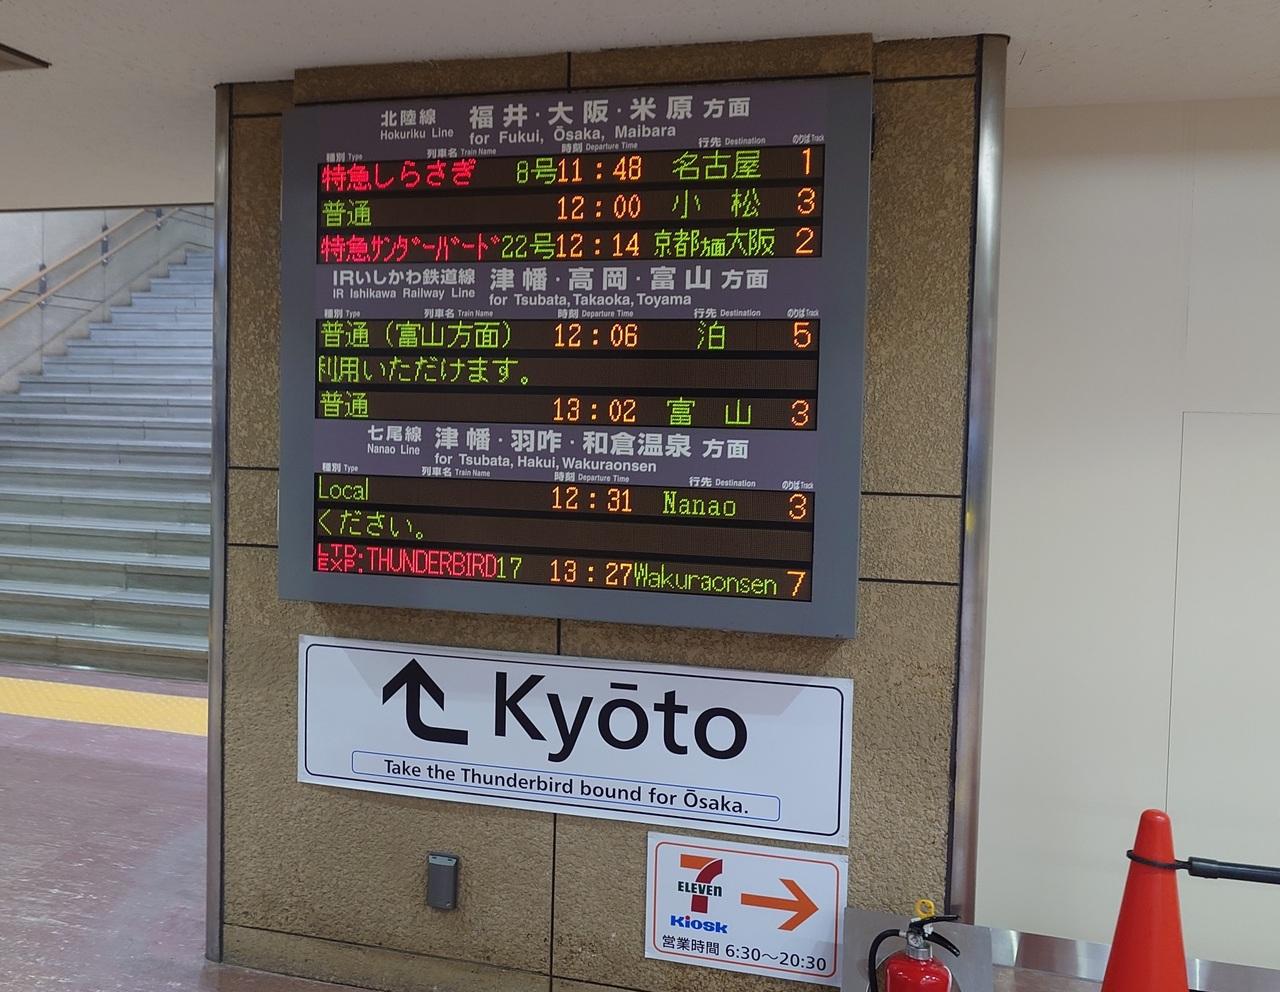 北陸線 福井・大阪・米原方面
Hokuriku Line for Fukui, Ōsaka, Maibara
種別 Type 列車名 Train Name 時刻 Departure Time 行先 Destination のりば Track
特急しらさぎ 8号 11:48 名古屋 1
普通 12:00 小松 3
特急サンダーバード 22号 12:14 京都方面大阪 2
IRいしかわ鉄道線 津幡・高岡・富山方面
IR Ishikawa Railway Line for Tsubata, Takaoka, Toyama
種別 Type 列車名 Train Name 時刻 Departure Time 行先 Destination のりば Track
普通（富山方面） 12:06 泊 5
利用いただけます。
普通 13:02 富山 3
七尾線 津幡・羽咋・和倉温泉方面
Nanao Line for Tsubata, Hakui, Wakuraonsen
種別 Type 列車名 Train Name 時刻 Departure Time 行先 Destination のりば Track
Local 12:31 Nanao 3
ください。
LTD. EXP. THUNDERBIRD 17 13:27 Wakuraonsen 7
Kyōto
Take the Thunderbird bound for Ōsaka.
7 ELEVEN
Kiosk
営業時間 6:30～20:30